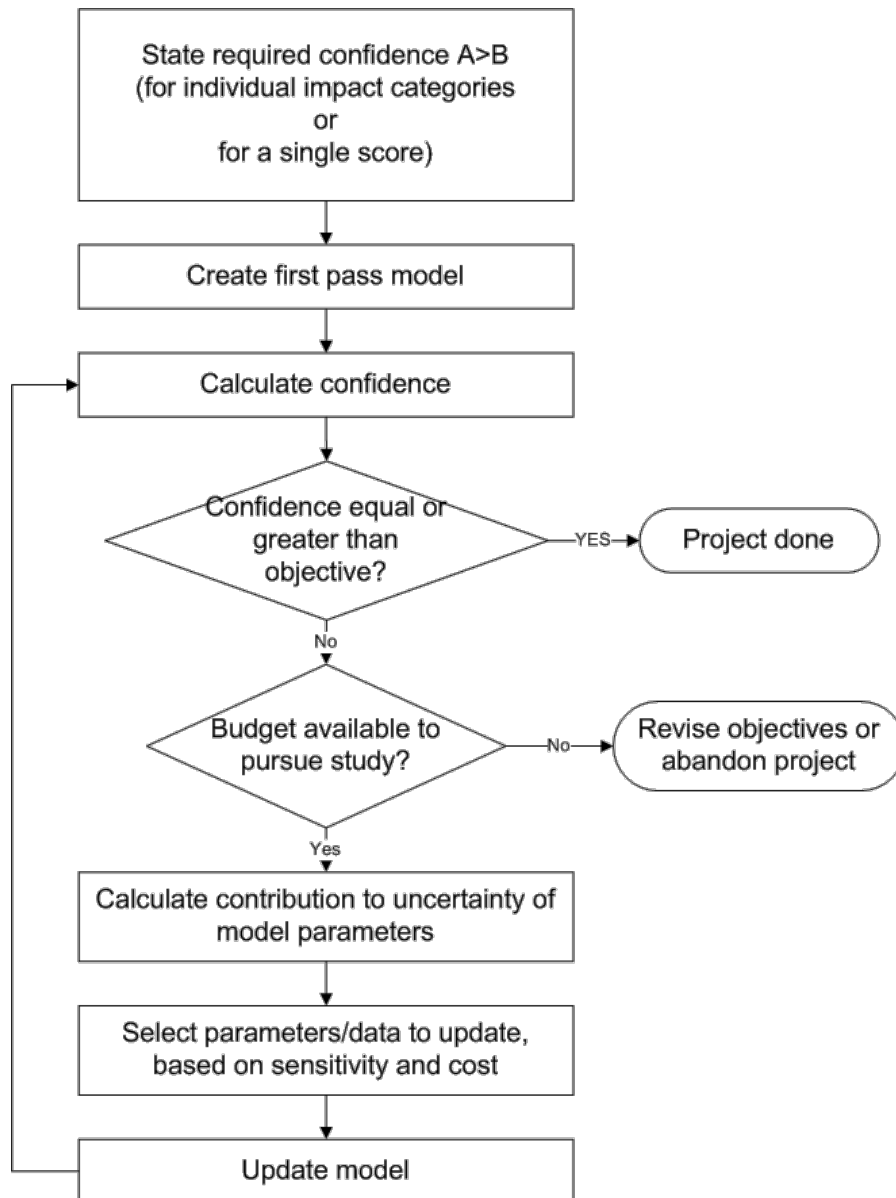 State required confidence A>B
(for individual impact categories
or
for a single score)
Create first pass model
Calculate confidence
Confidence equal or
greater than
objective?
YES
Project done
No
Budget available to
pursue study?
No
Revise objectives or
abandon project
Yes
Calculate contribution to uncertainty of
model parameters
Select parameters/data to update,
based on sensitivity and cost
Update model